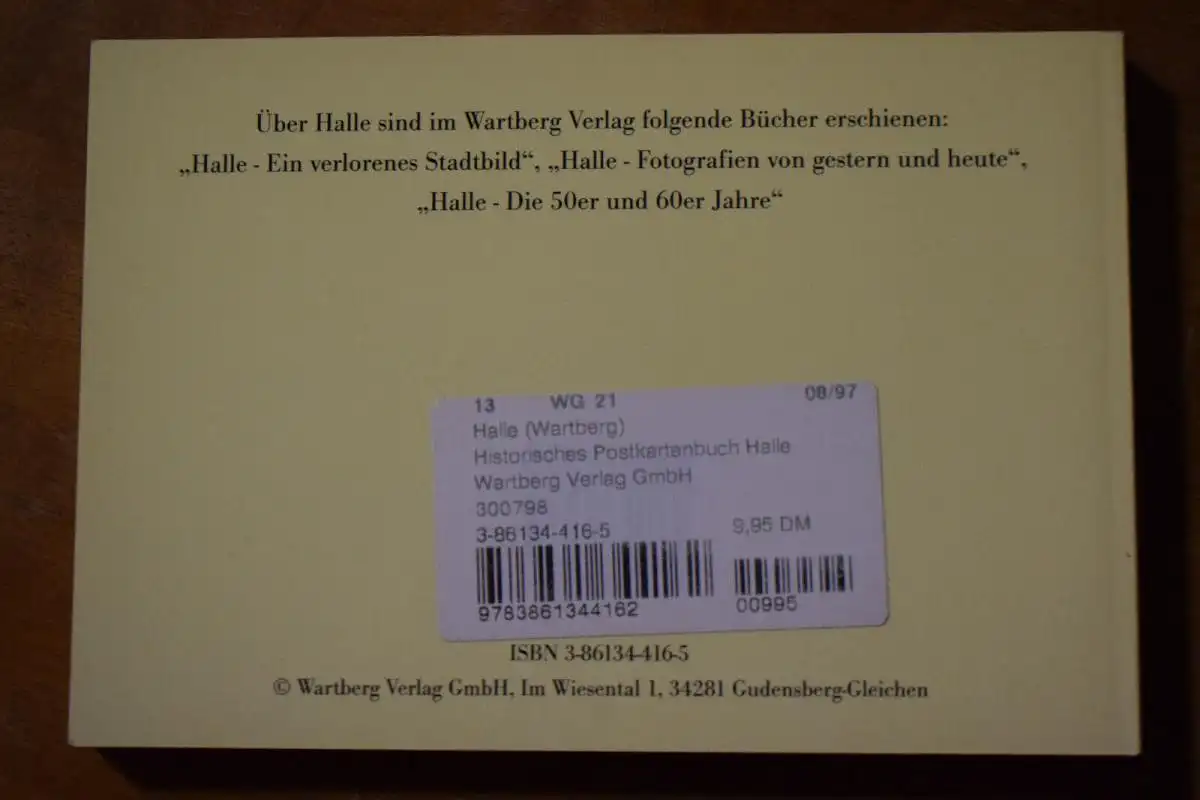 Über Halle sind im Wartberg Verlag folgende Bücher erschienen:
„Halle - Ein verlorenes Stadtbild“, „Halle - Fotografien von gestern und heute“,
„Halle - Die 50er und 60er Jahre“
13 WG 21 08/97
Halle (Wartberg)
Historisches Postkartenbuch Halle
Wartberg Verlag GmbH
300798
3-86134-416-5 9,95 DM
9783861344162 00995
ISBN 3-86134-416-5
© Wartberg Verlag GmbH, Im Wiesental 1, 34281 Gudensberg-Gleichen